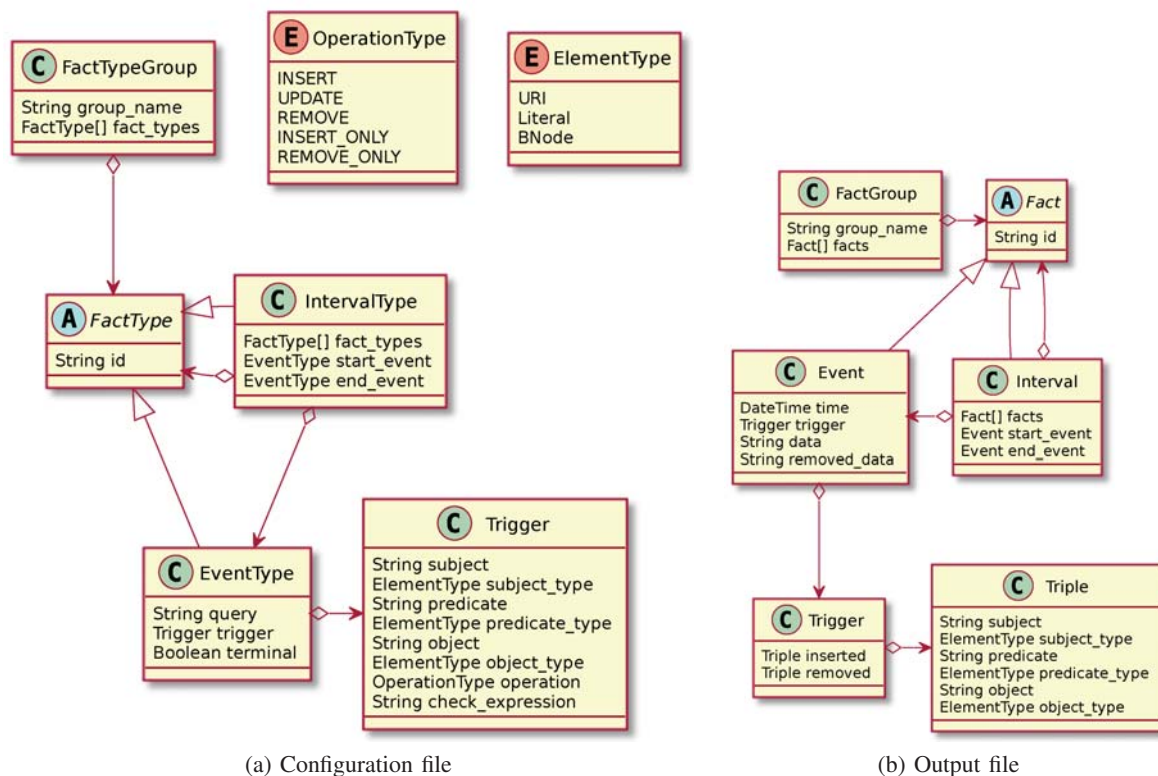 C FactTypeGroup
String group_name
FactType[] fact_types
E OperationType
INSERT
UPDATE
REMOVE
INSERT_ONLY
REMOVE_ONLY
E ElementType
URI
Literal
BNode
A FactType
String id
C IntervalType
FactType[] fact_types
EventType start_event
EventType end_event
C EventType
String query
Trigger trigger
Boolean terminal
C Trigger
String subject
ElementType subject_type
String predicate
ElementType predicate_type
String object
ElementType object_type
OperationType operation
String check_expression
(a) Configuration file
C FactGroup
String group_name
Fact[] facts
A Fact
String id
C Event
DateTime time
Trigger trigger
String data
String removed_data
C Interval
Fact[] facts
Event start_event
Event end_event
C Trigger
Triple inserted
Triple removed
C Triple
String subject
ElementType subject_type
String predicate
ElementType predicate_type
String object
ElementType object_type
(b) Output file